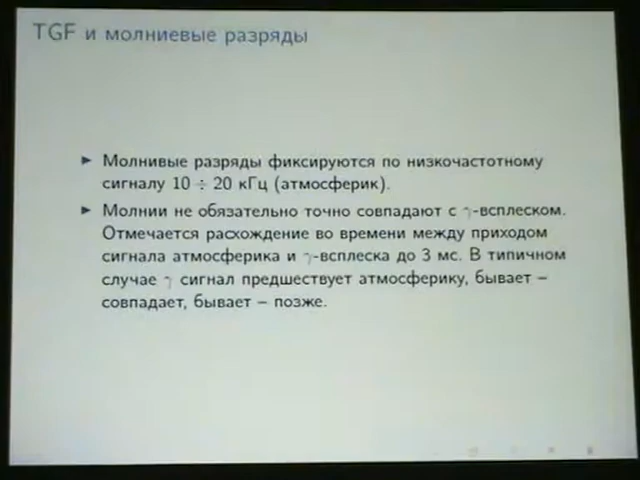 TGF и молниевые разряды
Молнивые разряды фиксируются по низкочастотному
сигналу 10 ÷ 20 кГц (атмосферик).
Молнии не обязательно точно совпадают с γ-всплеском.
Отмечается расхождение во времени между приходом
сигнала атмосферика и γ-всплеска до 3 мс. В типичном
случае γ сигнал предшествует атмосферику, бывает –
совпадает, бывает – позже.